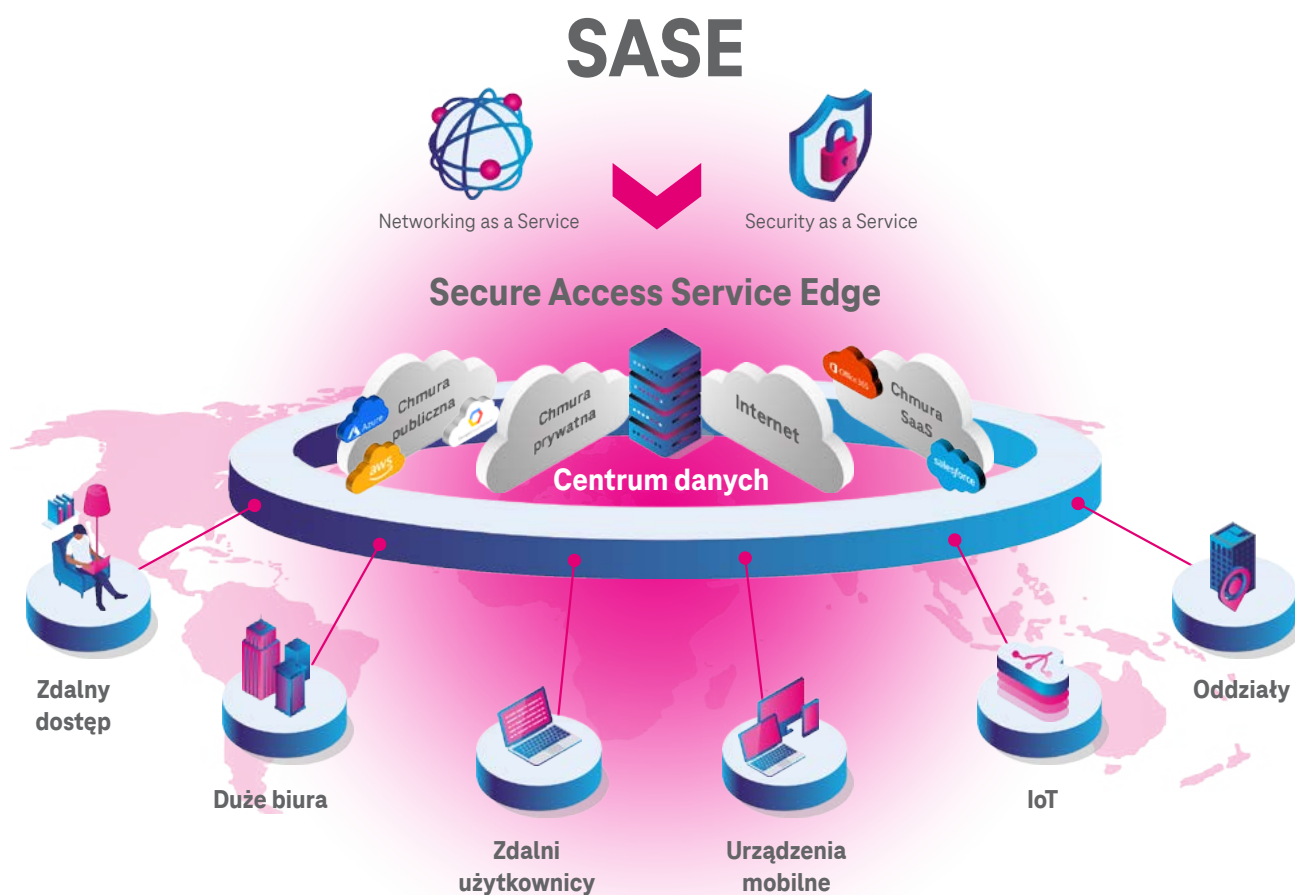 SASE
Networking as a Service
Security as a Service
Secure Access Service Edge
Chmura
publiczna
Azure
aws
Chmura
prywatna
Internet
Office 365
Chmura
SaaS
salesforce
Centrum danych
Zdalny
dostęp
Duże biura
Zdalni
użytkownicy
Urządzenia
mobilne
IoT
Oddziały